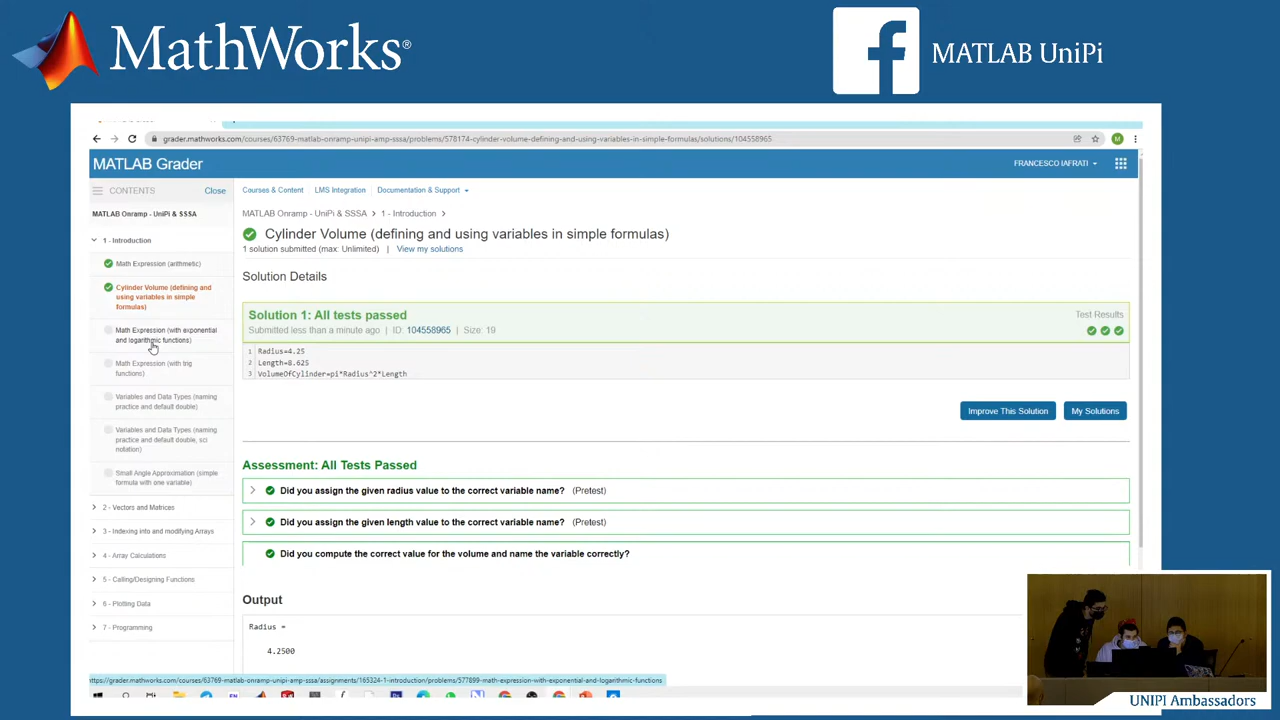 MathWorks®
f
MATLAB UniPi
grader.mathworks.com/courses/63769-matlab-onramp-unipi-amp-sssa/problems/578174-cylinder-volume-defining-and-using-variables-in-simple-formulas/solutions/104558965
M
MATLAB Grader
FRANCESCO IAFRATI
CONTENTS
Close
Courses & Content
LMS Integration
Documentation & Support
MATLAB Onramp - UniPi & SSSA
MATLAB Onramp - UniPi & SSSA > 1 - Introduction >
1 - Introduction
Cylinder Volume (defining and using variables in simple formulas)
1 solution submitted (max: Unlimited) | View my solutions
Math Expression (arithmetic)
Cylinder Volume (defining and
using variables in simple
formulas)
Math Expression (with exponential
and logarithmic functions)
Math Expression (with trig
functions)
Variables and Data Types (naming
practice and default double)
Variables and Data Types (naming
practice and default double, sci
notation)
Small Angle Approximation (simple
formula with one variable)
2 - Vectors and Matrices
3 - Indexing into and modifying Arrays
4 - Array Calculations
5 - Calling/Designing Functions
6 - Plotting Data
7 - Programming
Solution Details
Solution 1: All tests passed
Submitted less than a minute ago | ID: 104558965 | Size: 19
Test Results
1 Radius=4.25
2 Length=8.625
3 VolumeOfCylinder=pi*Radius^2*Length
Improve This Solution
My Solutions
Assessment: All Tests Passed
Did you assign the given radius value to the correct variable name? (Pretest)
Did you assign the given length value to the correct variable name? (Pretest)
Did you compute the correct value for the volume and name the variable correctly?
Output
Radius =
4.2500
https://grader.mathworks.com/courses/63769-matlab-onramp-unipi-amp-sssa/assignments/165324-1-introduction/problems/577899-math-expression-with-exponential-and-logarithmic-functions
EN
UNIPI Ambassadors